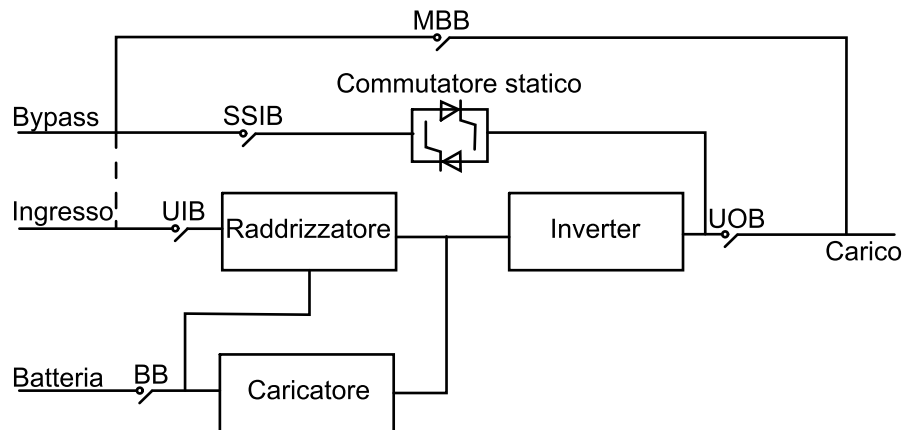 MBB
Commutatore statico
Bypass
SSIB
Ingresso
UIB
Raddrizzatore
Inverter
UOB
Carico
Batteria
BB
Caricatore